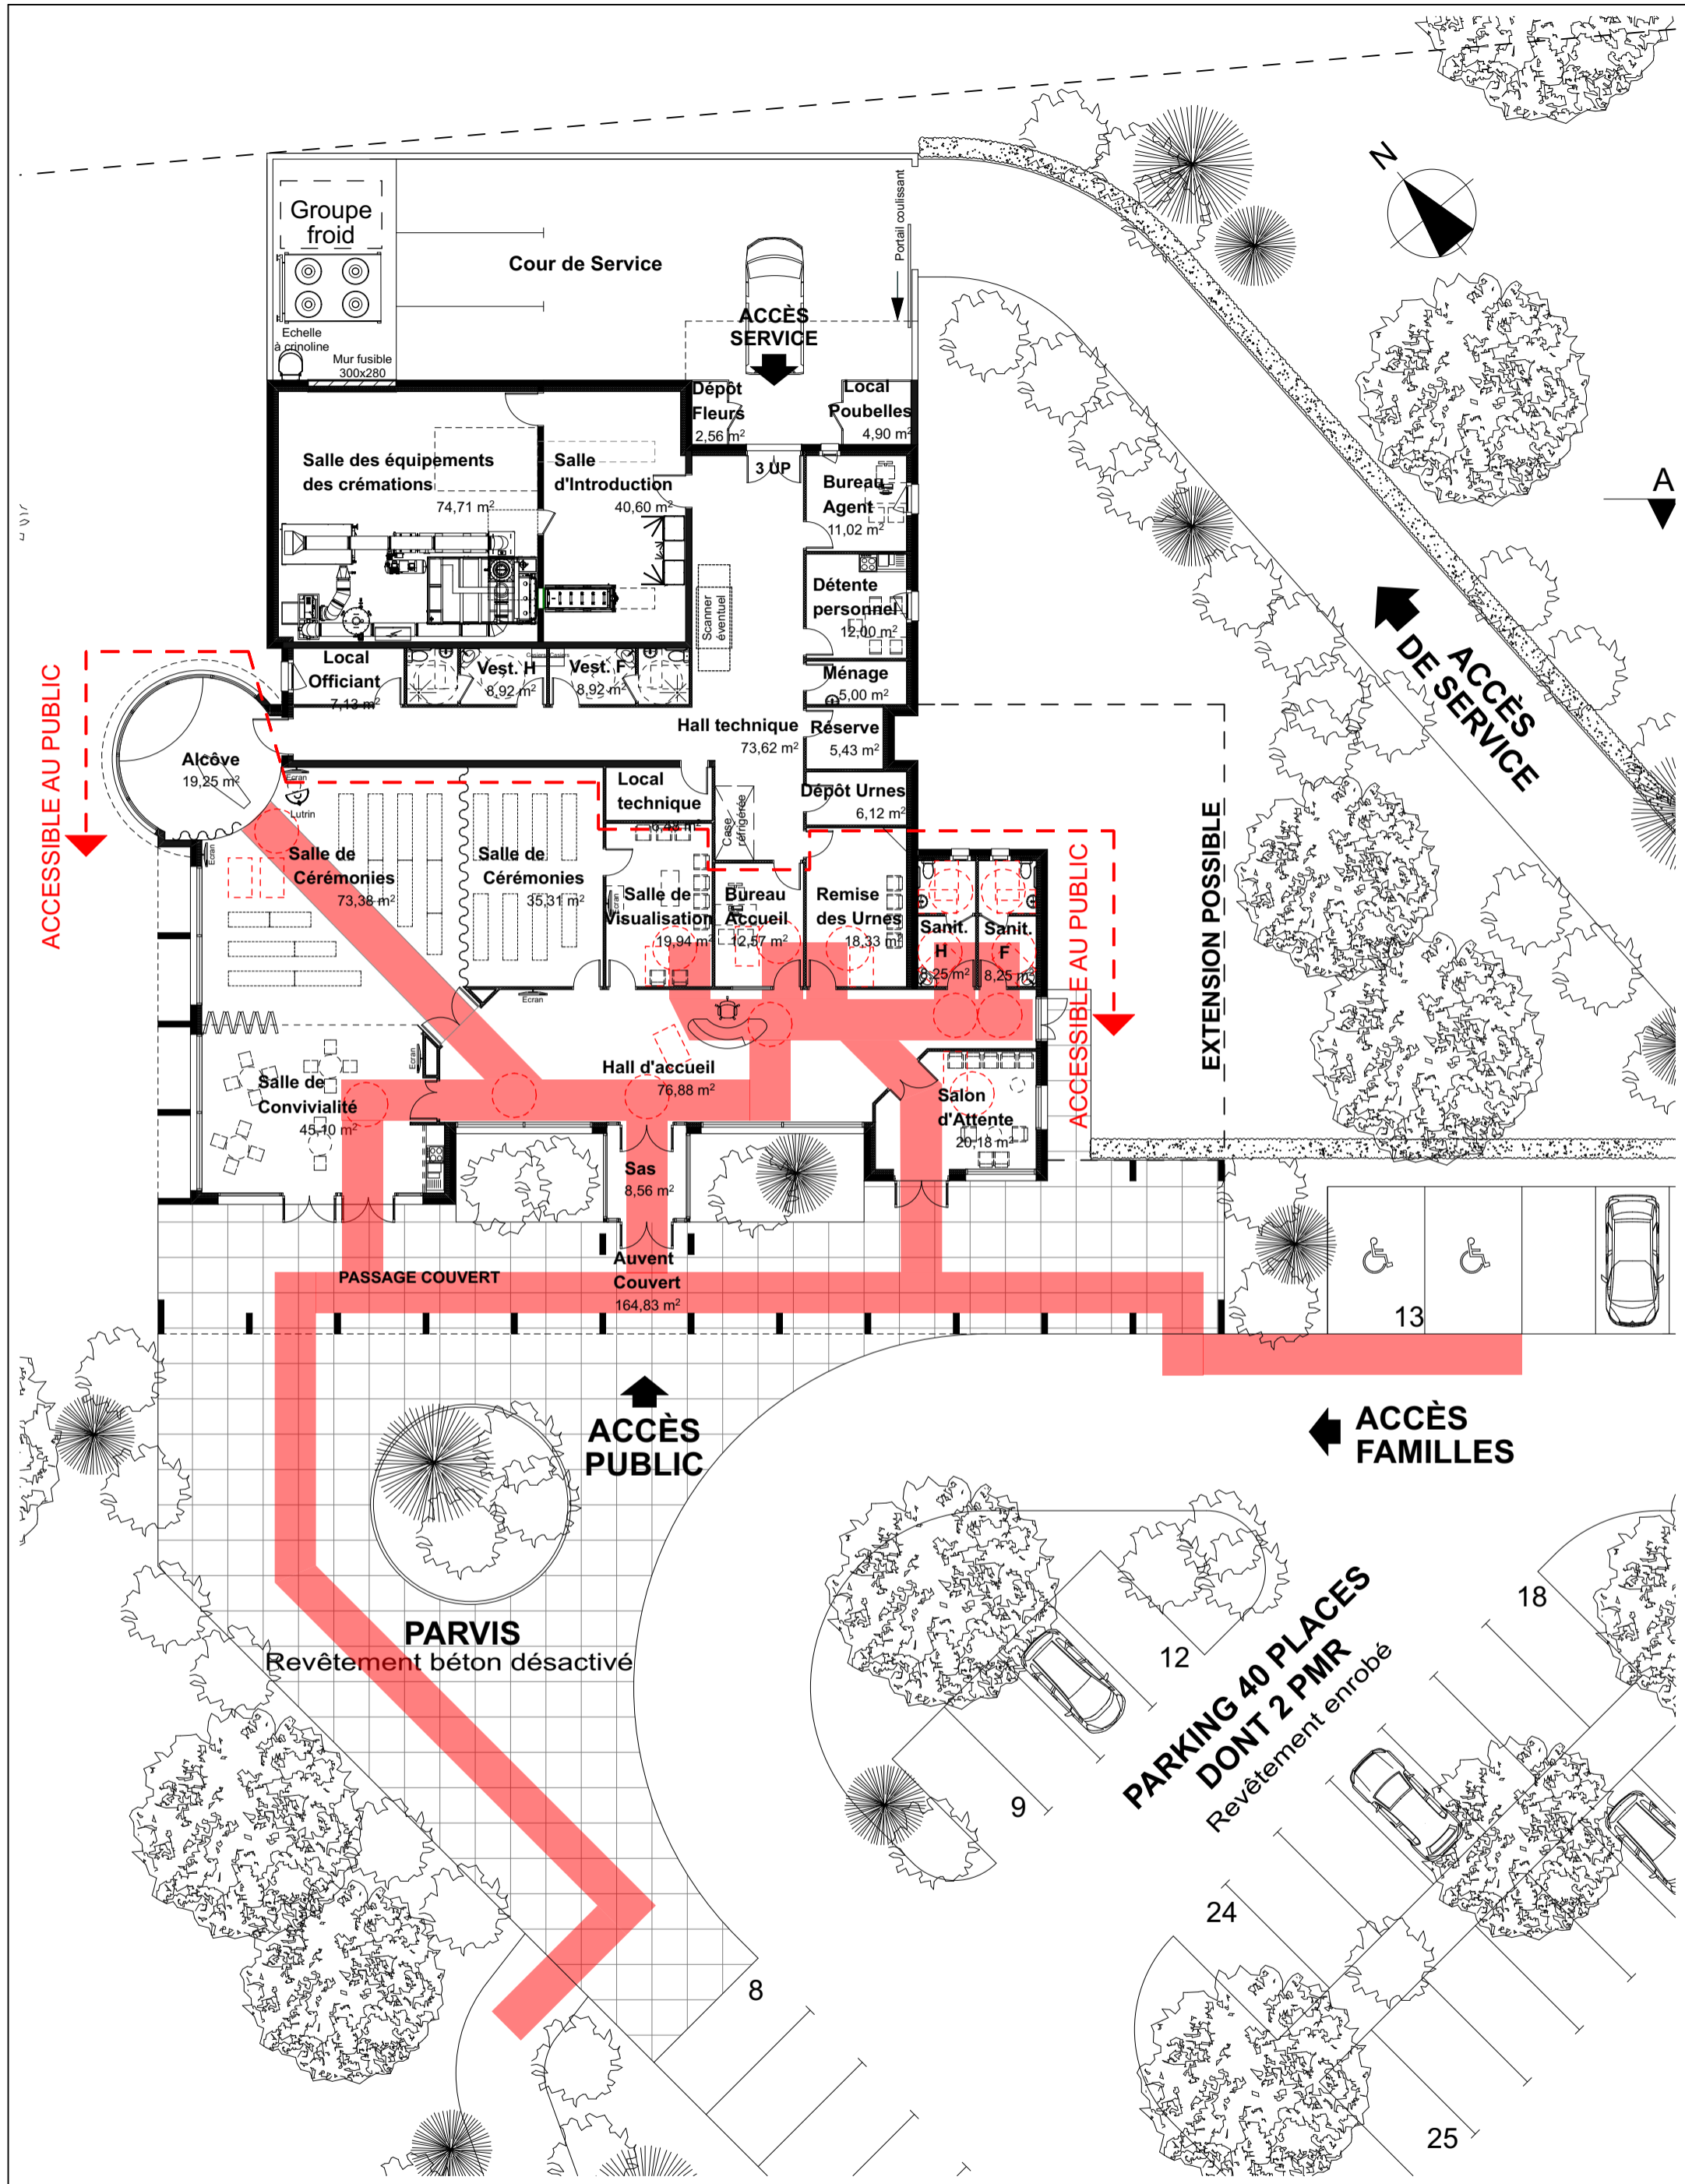 N
Groupe
froid
Portail coulissant
Cour de Service
ACCÈS
SERVICE
Echelle
à crinoline
Mur fusible
300x280
Dépôt
Fleurs
2,56 m²
Local
Poubelles
4,90 m²
Salle des équipements
des crémations
74,71 m²
Salle
d'Introduction
40,60 m²
3 UP
Bureau
Agent
11,02 m²
A
Détente
personnel
12,00 m²
Scanner
éventuel
ACCÈS
DE SERVICE
ACCESSIBLE AU PUBLIC
Local
Officiant
7,13 m²
Vest. H
8,92 m²
Vest. F
8,92 m²
Ménage
5,00 m²
Hall technique
73,62 m²
Réserve
5,43 m²
Alcôve
19,25 m²
Ecran
Lutrin
Local
technique
Dépôt Urnes
6,12 m²
Case
réfrigérée
EXTENSION POSSIBLE
Ecran
Salle de
Cérémonies
73,38 m²
Salle de
Cérémonies
35,31 m²
Ecran
Salle de
Visualisation
19,94 m²
Bureau
Accueil
12,57 m²
Remise
des Urnes
18,33 m²
Sanit.
H
8,25 m²
Sanit.
F
8,25 m²
ACCESSIBLE AU PUBLIC
Ecran
Ecran
Hall d'accueil
76,88 m²
Salle de
Convivialité
45,10 m²
Salon
d'Attente
20,18 m²
Sas
8,56 m²
PASSAGE COUVERT
Auvent
Couvert
164,83 m²
13
ACCÈS
PUBLIC
ACCÈS
FAMILLES
PARVIS
Revêtement béton désactivé
PARKING 40 PLACES
DONT 2 PMR
Revêtement enrobé
18
12
9
24
8
25